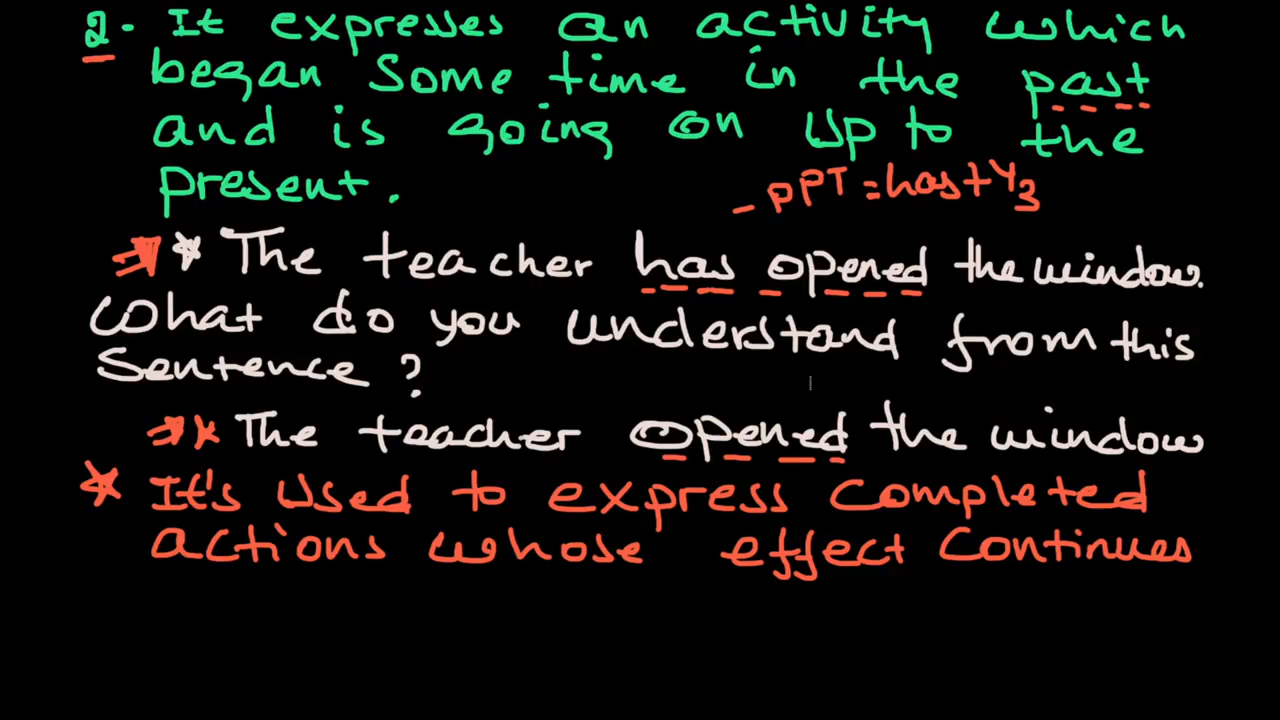 2. It expresses an activity which
began some time in the past
and is going on up to the
present.
- PPT = has + V3
⇒ * The teacher has opened the window.
What do you understand from this
sentence?
⇒ * The teacher opened the window
* It's used to express completed
actions whose effect continues